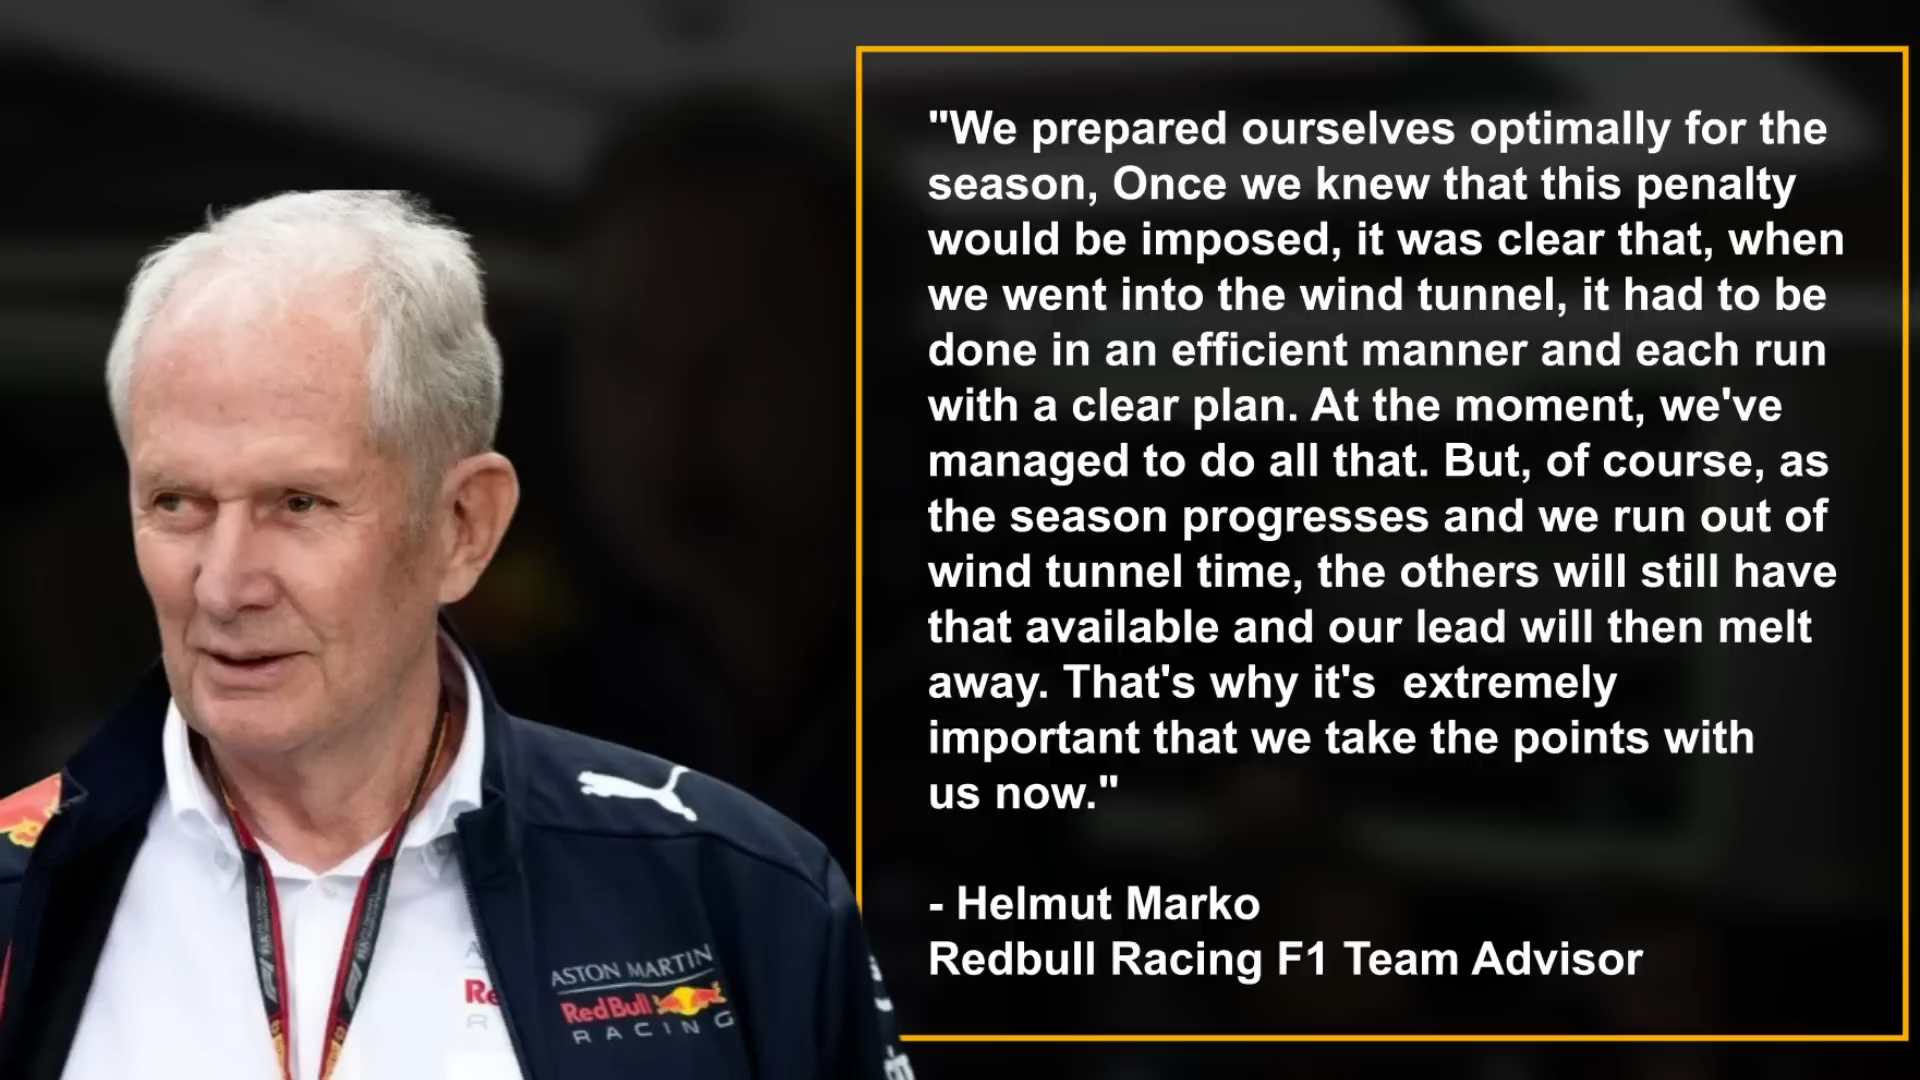 "We prepared ourselves optimally for the
season, Once we knew that this penalty
would be imposed, it was clear that, when
we went into the wind tunnel, it had to be
done in an efficient manner and each run
with a clear plan. At the moment, we've
managed to do all that. But, of course, as
the season progresses and we run out of
wind tunnel time, the others will still have
that available and our lead will then melt
away. That's why it's  extremely
important that we take the points with
us now."
- Helmut Marko
Redbull Racing F1 Team Advisor
ASTON MARTIN
Red Bull
RACING